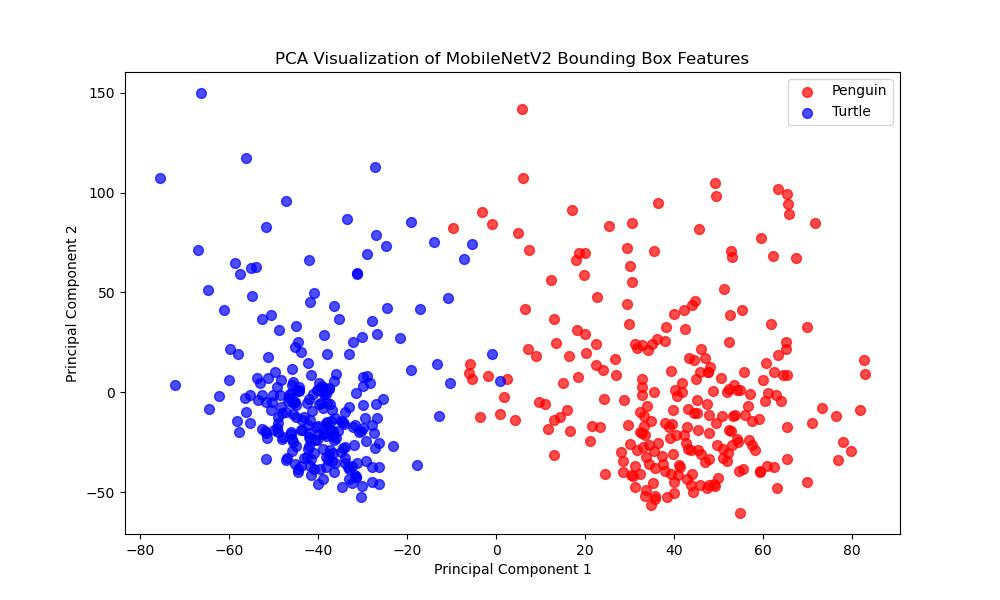 PCA Visualization of MobileNetV2 Bounding Box Features
Penguin
Turtle
150
100
50
0
−50
Principal Component 2
−80
−60
−40
−20
0
20
40
60
80
Principal Component 1